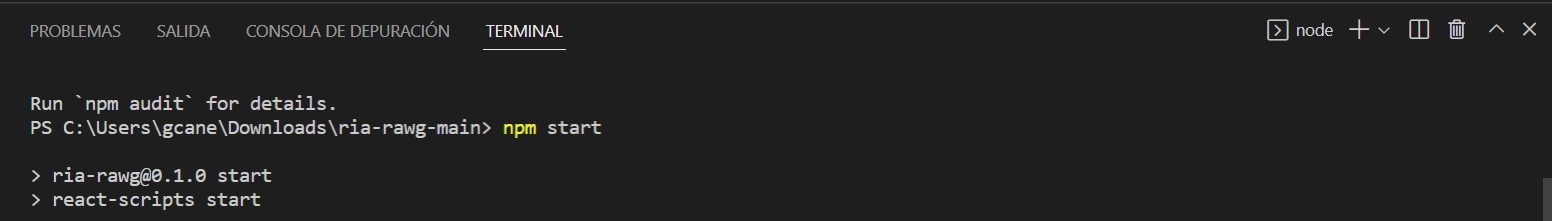 PROBLEMAS SALIDA CONSOLA DE DEPURACIÓN TERMINAL node
Run `npm audit` for details.
PS C:\Users\gcane\Downloads\ria-rawg-main> npm start
> ria-rawg@0.1.0 start
> react-scripts start